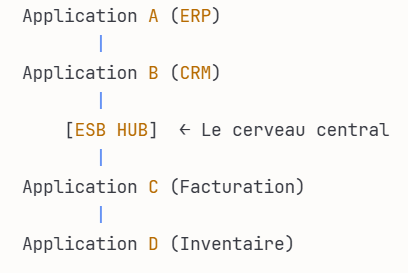 Application A (ERP)
|
Application B (CRM)
|
[ESB HUB] ← Le cerveau central
|
Application C (Facturation)
|
Application D (Inventaire)